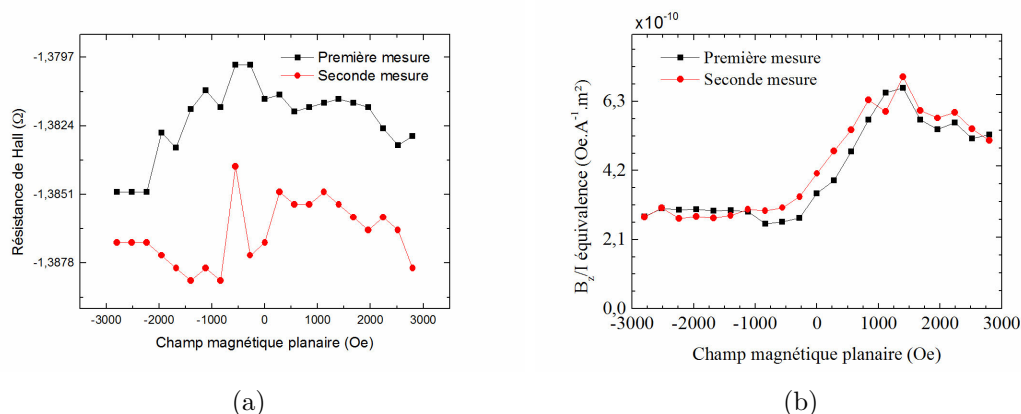 (a)
Résistance de Hall (Ω)
-1,3797
-1,3824
-1,3851
-1,3878
Première mesure
Seconde mesure
-3000 -2000 -1000 0 1000 2000 3000
Champ magnétique planaire (Oe)
(a)
(b)
x10⁻¹⁰
B_z/I équivalence (Oe.A⁻¹.m²)
6,3
4,2
2,1
0,0
Première mesure
Seconde mesure
-3000 -2000 -1000 0 1000 2000 3000
Champ magnétique planaire (Oe)
(b)